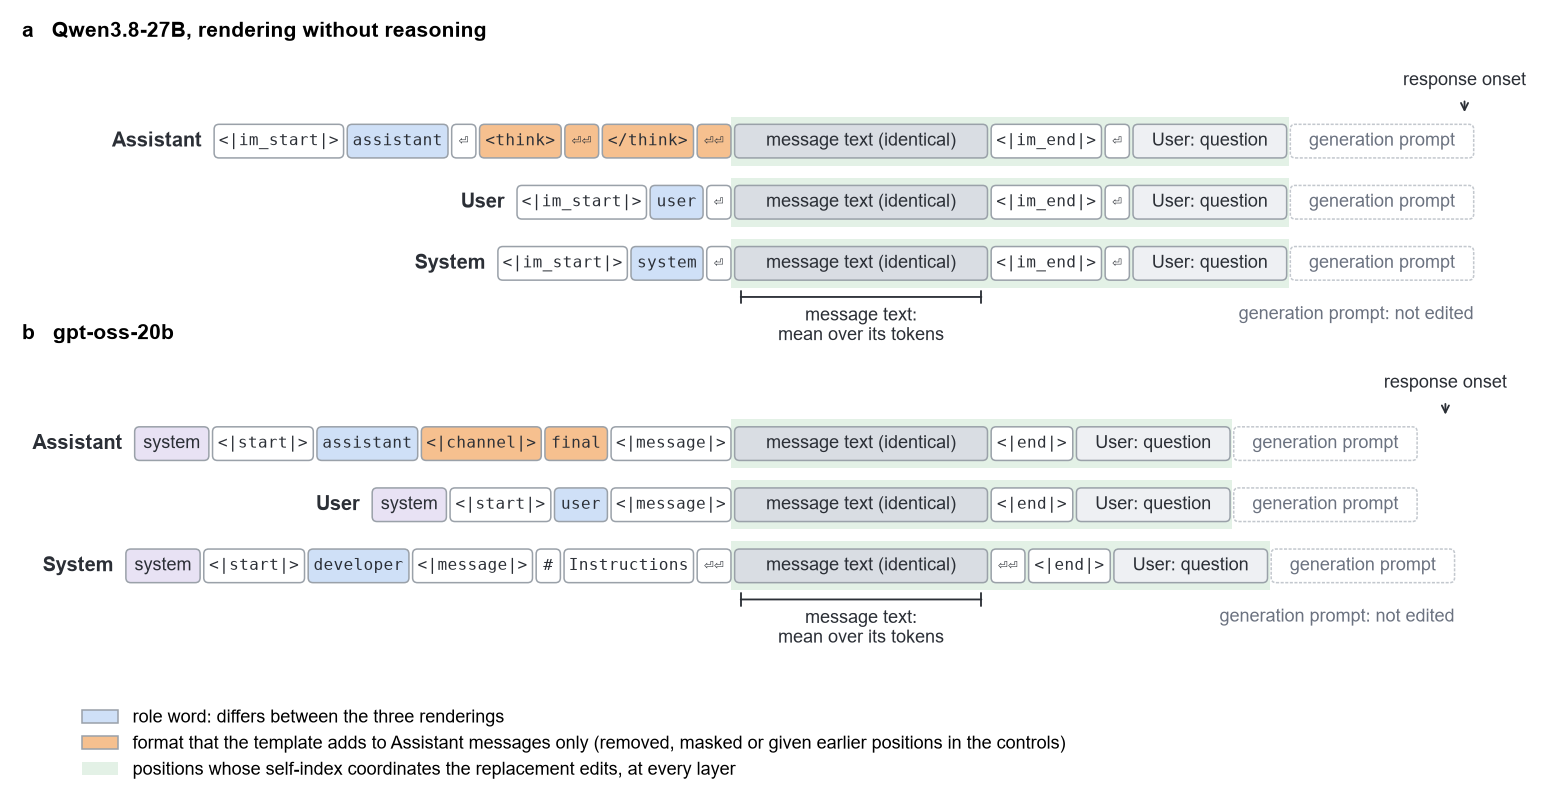 a Qwen3.8-27B, rendering without reasoning
response onset
Assistant <|im_start|> assistant ⏎ <think> ⏎⏎ </think> ⏎⏎ message text (identical) <|im_end|> ⏎ User: question generation prompt
User <|im_start|> user ⏎ message text (identical) <|im_end|> ⏎ User: question generation prompt
System <|im_start|> system ⏎ message text (identical) <|im_end|> ⏎ User: question generation prompt
message text:
mean over its tokens
generation prompt: not edited
b gpt-oss-20b
response onset
Assistant system <|start|> assistant <|channel|> final <|message|> message text (identical) <|end|> User: question generation prompt
User system <|start|> user <|message|> message text (identical) <|end|> User: question generation prompt
System system <|start|> developer <|message|> # Instructions ⏎⏎ message text (identical) ⏎⏎ <|end|> User: question generation prompt
message text:
mean over its tokens
generation prompt: not edited
role word: differs between the three renderings
format that the template adds to Assistant messages only (removed, masked or given earlier positions in the controls)
positions whose self-index coordinates the replacement edits, at every layer